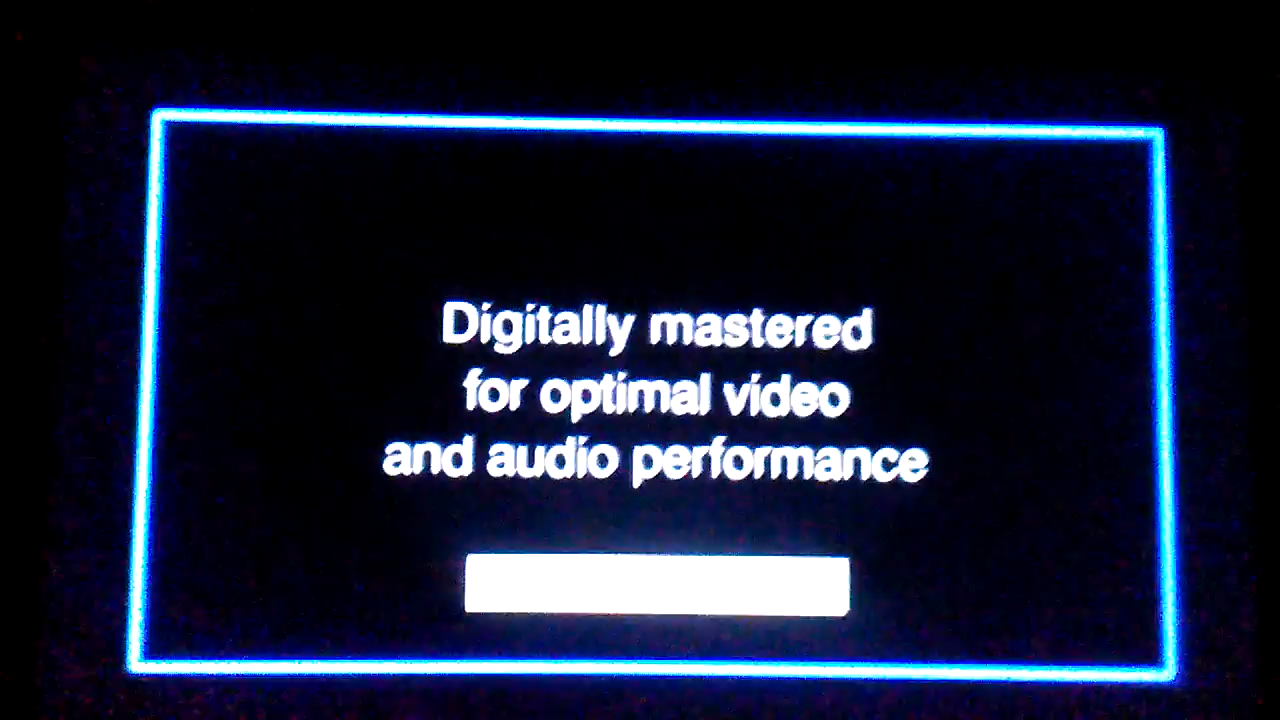 Digitally mastered
for optimal video
and audio performance